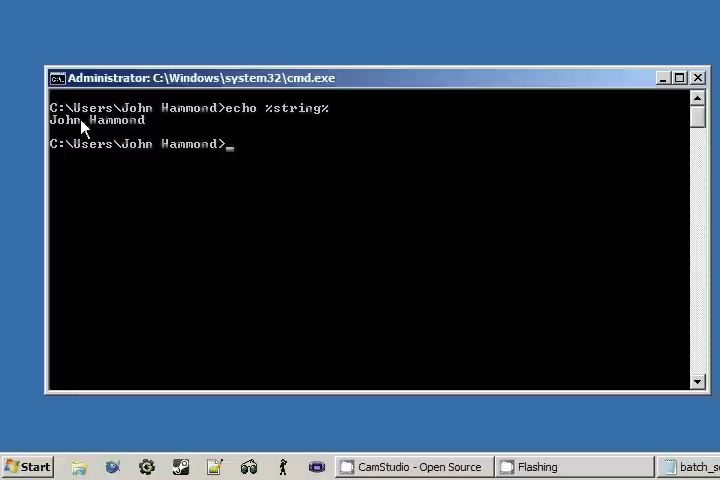 Administrator: C:\Windows\system32\cmd.exe
C:\Users\John Hammond>echo %string%
John Hammond
C:\Users\John Hammond>_
Start
CamStudio - Open Source
Flashing
batch_s